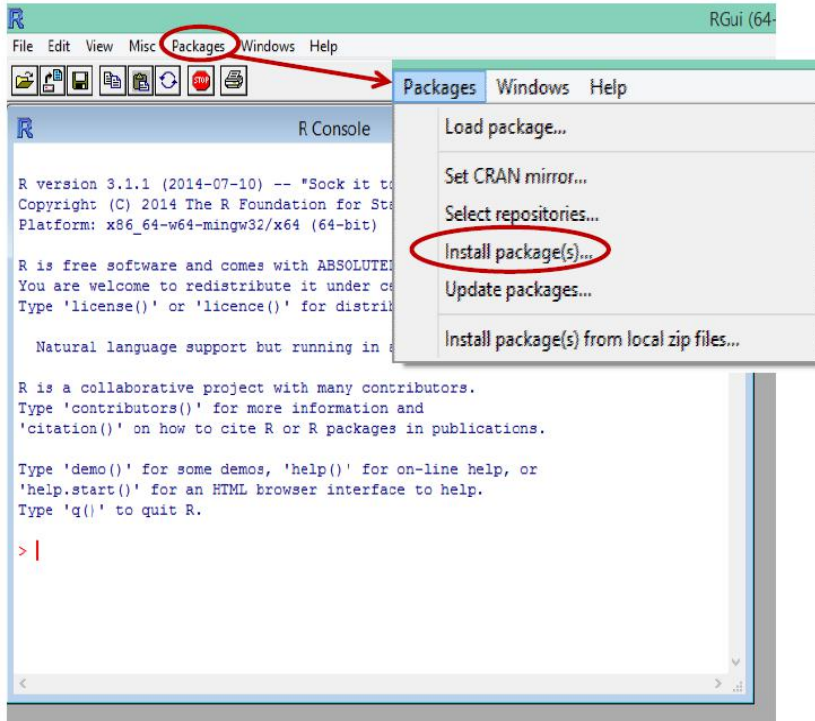 RGui (64-
File Edit View Misc Packages Windows Help
STOP
R Console
R version 3.1.1 (2014-07-10) -- "Sock it to
Copyright (C) 2014 The R Foundation for Sta
Platform: x86_64-w64-mingw32/x64 (64-bit)
R is free software and comes with ABSOLUTE
You are welcome to redistribute it under ce
Type 'license()' or 'licence()' for distrib
Natural language support but running in a
R is a collaborative project with many contributors.
Type 'contributors()' for more information and
'citation()' on how to cite R or R packages in publications.
Type 'demo()' for some demos, 'help()' for on-line help, or
'help.start()' for an HTML browser interface to help.
Type 'q()' to quit R.
>
Packages Windows Help
Load package...
Set CRAN mirror...
Select repositories...
Install package(s)...
Update packages...
Install package(s) from local zip files...